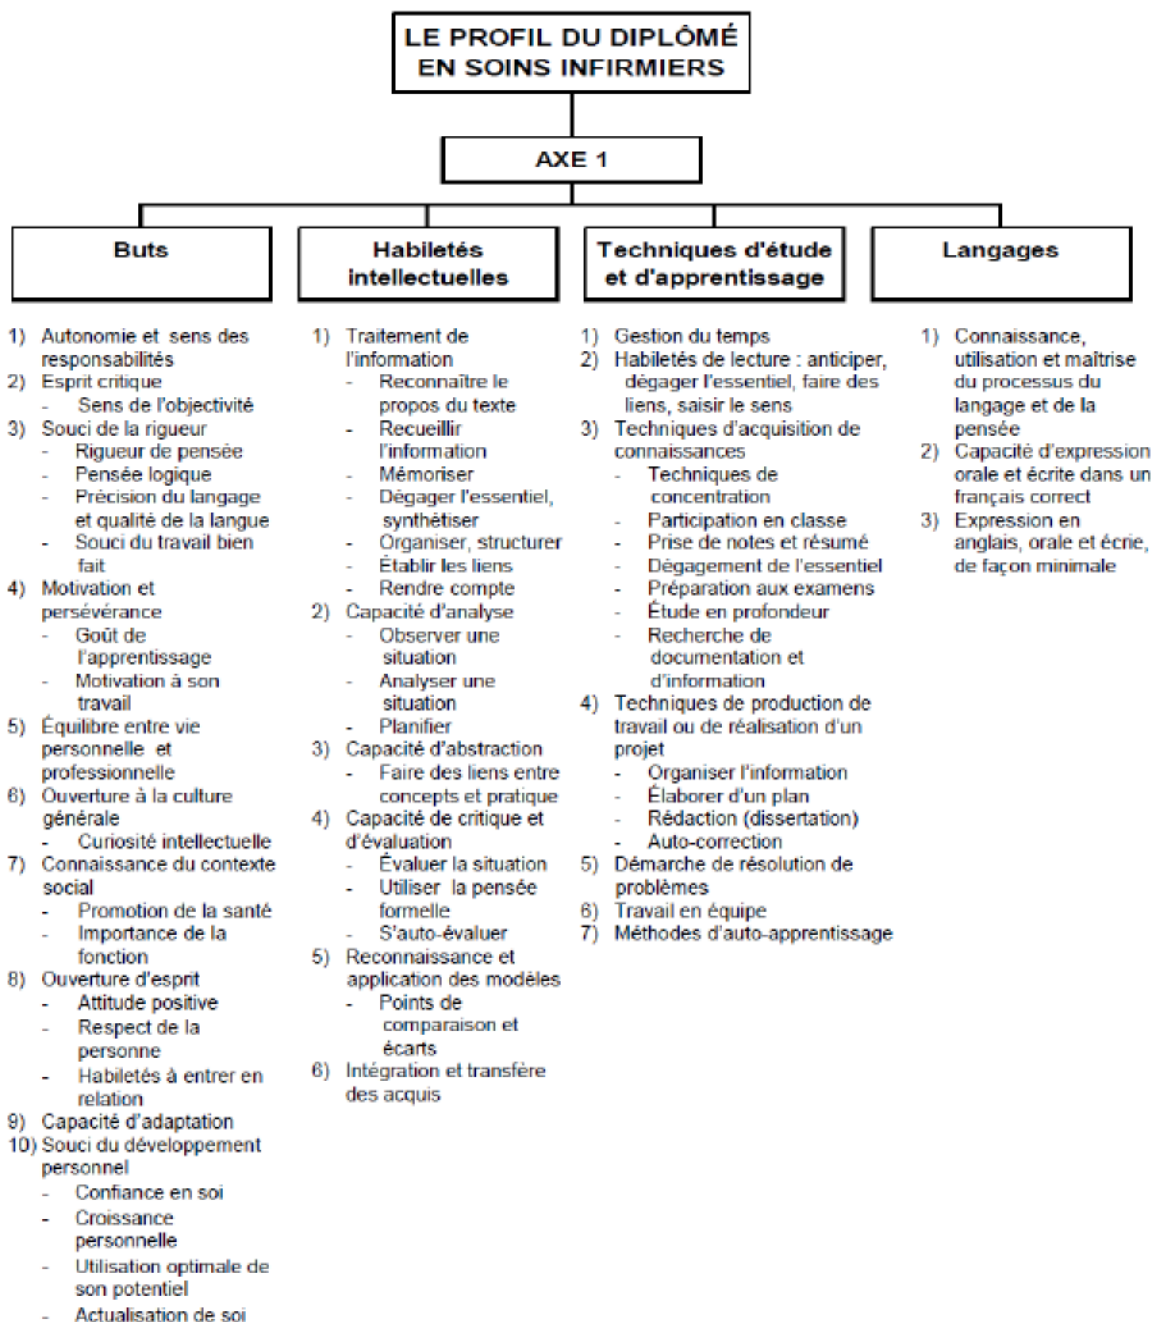 LE PROFIL DU DIPLÔMÉ
EN SOINS INFIRMIERS
AXE 1
Buts
1) Autonomie et sens des
responsabilités
2) Esprit critique
- Sens de l'objectivité
3) Souci de la rigueur
- Rigueur de pensée
- Pensée logique
- Précision du langage
et qualité de la langue
- Souci du travail bien
fait
4) Motivation et
persévérance
- Goût de
l'apprentissage
- Motivation à son
travail
5) Équilibre entre vie
personnelle et
professionnelle
6) Ouverture à la culture
générale
- Curiosité intellectuelle
7) Connaissance du contexte
social
- Promotion de la santé
- Importance de la
fonction
8) Ouverture d'esprit
- Attitude positive
- Respect de la
personne
- Habiletés à entrer en
relation
9) Capacité d'adaptation
10) Souci du développement
personnel
- Confiance en soi
- Croissance
personnelle
- Utilisation optimale de
son potentiel
- Actualisation de soi
Habiletés
intellectuelles
1) Traitement de
l'information
- Reconnaître le
propos du texte
- Recueillir
l'information
- Mémoriser
- Dégager l'essentiel,
synthétiser
- Organiser, structurer
- Établir les liens
- Rendre compte
2) Capacité d'analyse
- Observer une
situation
- Analyser une
situation
- Planifier
3) Capacité d'abstraction
- Faire des liens entre
concepts et pratique
4) Capacité de critique et
d'évaluation
- Évaluer la situation
- Utiliser la pensée
formelle
- S'auto-évaluer
5) Reconnaissance et
application des modèles
- Points de
comparaison et
écarts
6) Intégration et transfère
des acquis
Techniques d'étude
et d'apprentissage
1) Gestion du temps
2) Habiletés de lecture : anticiper,
dégager l'essentiel, faire des
liens, saisir le sens
3) Techniques d'acquisition de
connaissances
- Techniques de
concentration
- Participation en classe
- Prise de notes et résumé
- Dégagement de l'essentiel
- Préparation aux examens
- Étude en profondeur
- Recherche de
documentation et
d'information
4) Techniques de production de
travail ou de réalisation d'un
projet
- Organiser l'information
- Élaborer d'un plan
- Rédaction (dissertation)
- Auto-correction
5) Démarche de résolution de
problèmes
6) Travail en équipe
7) Méthodes d'auto-apprentissage
Langages
1) Connaissance,
utilisation et maîtrise
du processus du
langage et de la
pensée
2) Capacité d'expression
orale et écrite dans un
français correct
3) Expression en
anglais, orale et écrie,
de façon minimale